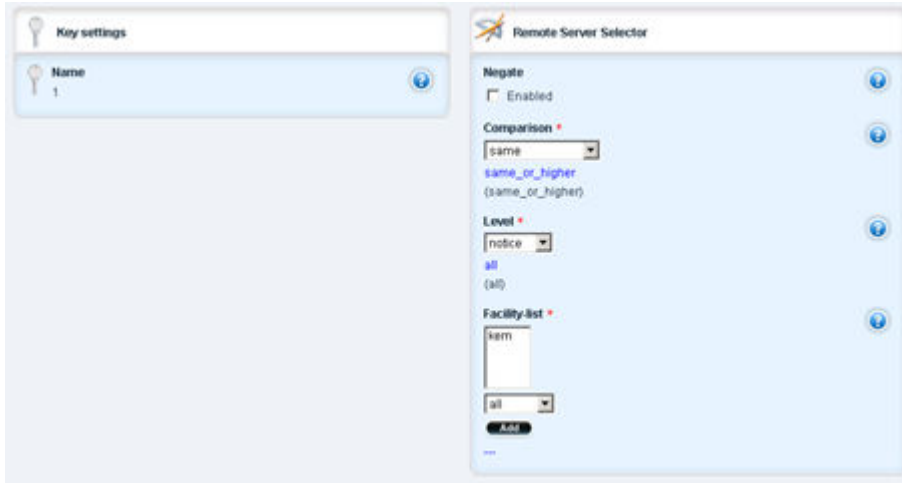 Key settings
Name
1
Remote Server Selector
Negate
Enabled
Comparison *
same
same_or_higher
(same_or_higher)
Level *
notice
all
(all)
Facility-list *
kern
all
Add
...